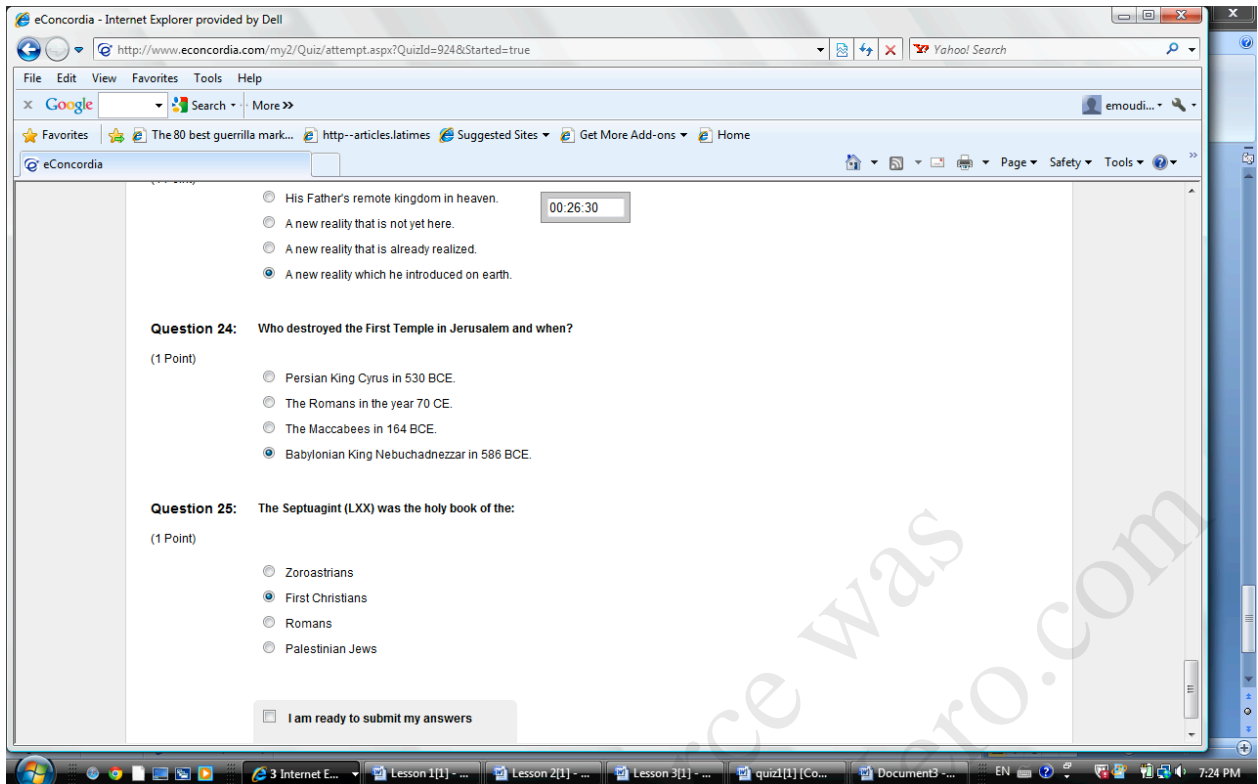 eConcordia - Internet Explorer provided by Dell
http://www.econcordia.com/my2/Quiz/attempt.aspx?QuizId=924&Started=true
Yahoo! Search
File Edit View Favorites Tools Help
x Google Search More >> emoudi...
Favorites The 80 best guerrilla mark... http--articles.latimes Suggested Sites Get More Add-ons Home
eConcordia Page Safety Tools
His Father's remote kingdom in heaven.
00:26:30
A new reality that is not yet here.
A new reality that is already realized.
A new reality which he introduced on earth.
Question 24: Who destroyed the First Temple in Jerusalem and when?
(1 Point)
Persian King Cyrus in 530 BCE.
The Romans in the year 70 CE.
The Maccabees in 164 BCE.
Babylonian King Nebuchadnezzar in 586 BCE.
Question 25: The Septuagint (LXX) was the holy book of the:
(1 Point)
Zoroastrians
First Christians
Romans
Palestinian Jews
I am ready to submit my answers
3 Internet E... Lesson 1[1] - ... Lesson 2[1] - ... Lesson 3[1] - ... quiz1[1] [Co... Document3 -... EN 7:24 PM